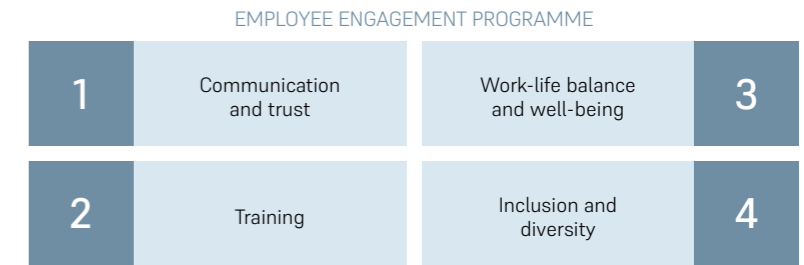 EMPLOYEE ENGAGEMENT PROGRAMME
1
Communication
and trust
2
Training
Work-life balance
and well-being
3
Inclusion and
diversity
4